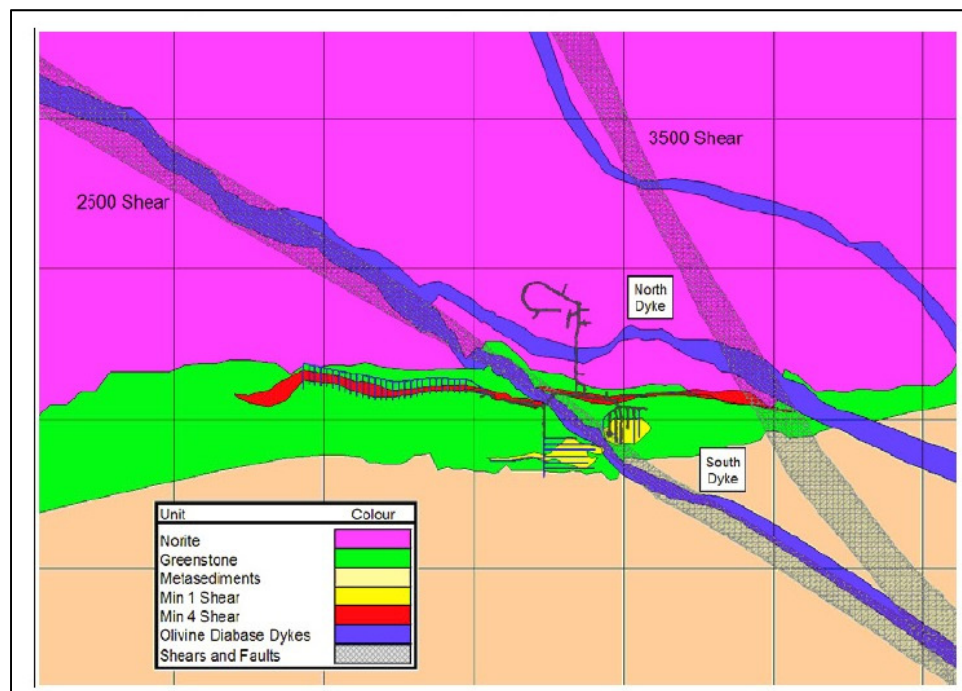 3500 Shear
2500 Shear
North
Dyke
South
Dyke
Unit Colour
Norite
Greenstone
Metasediments
Min 1 Shear
Min 4 Shear
Olivine Diabase Dykes
Shears and Faults